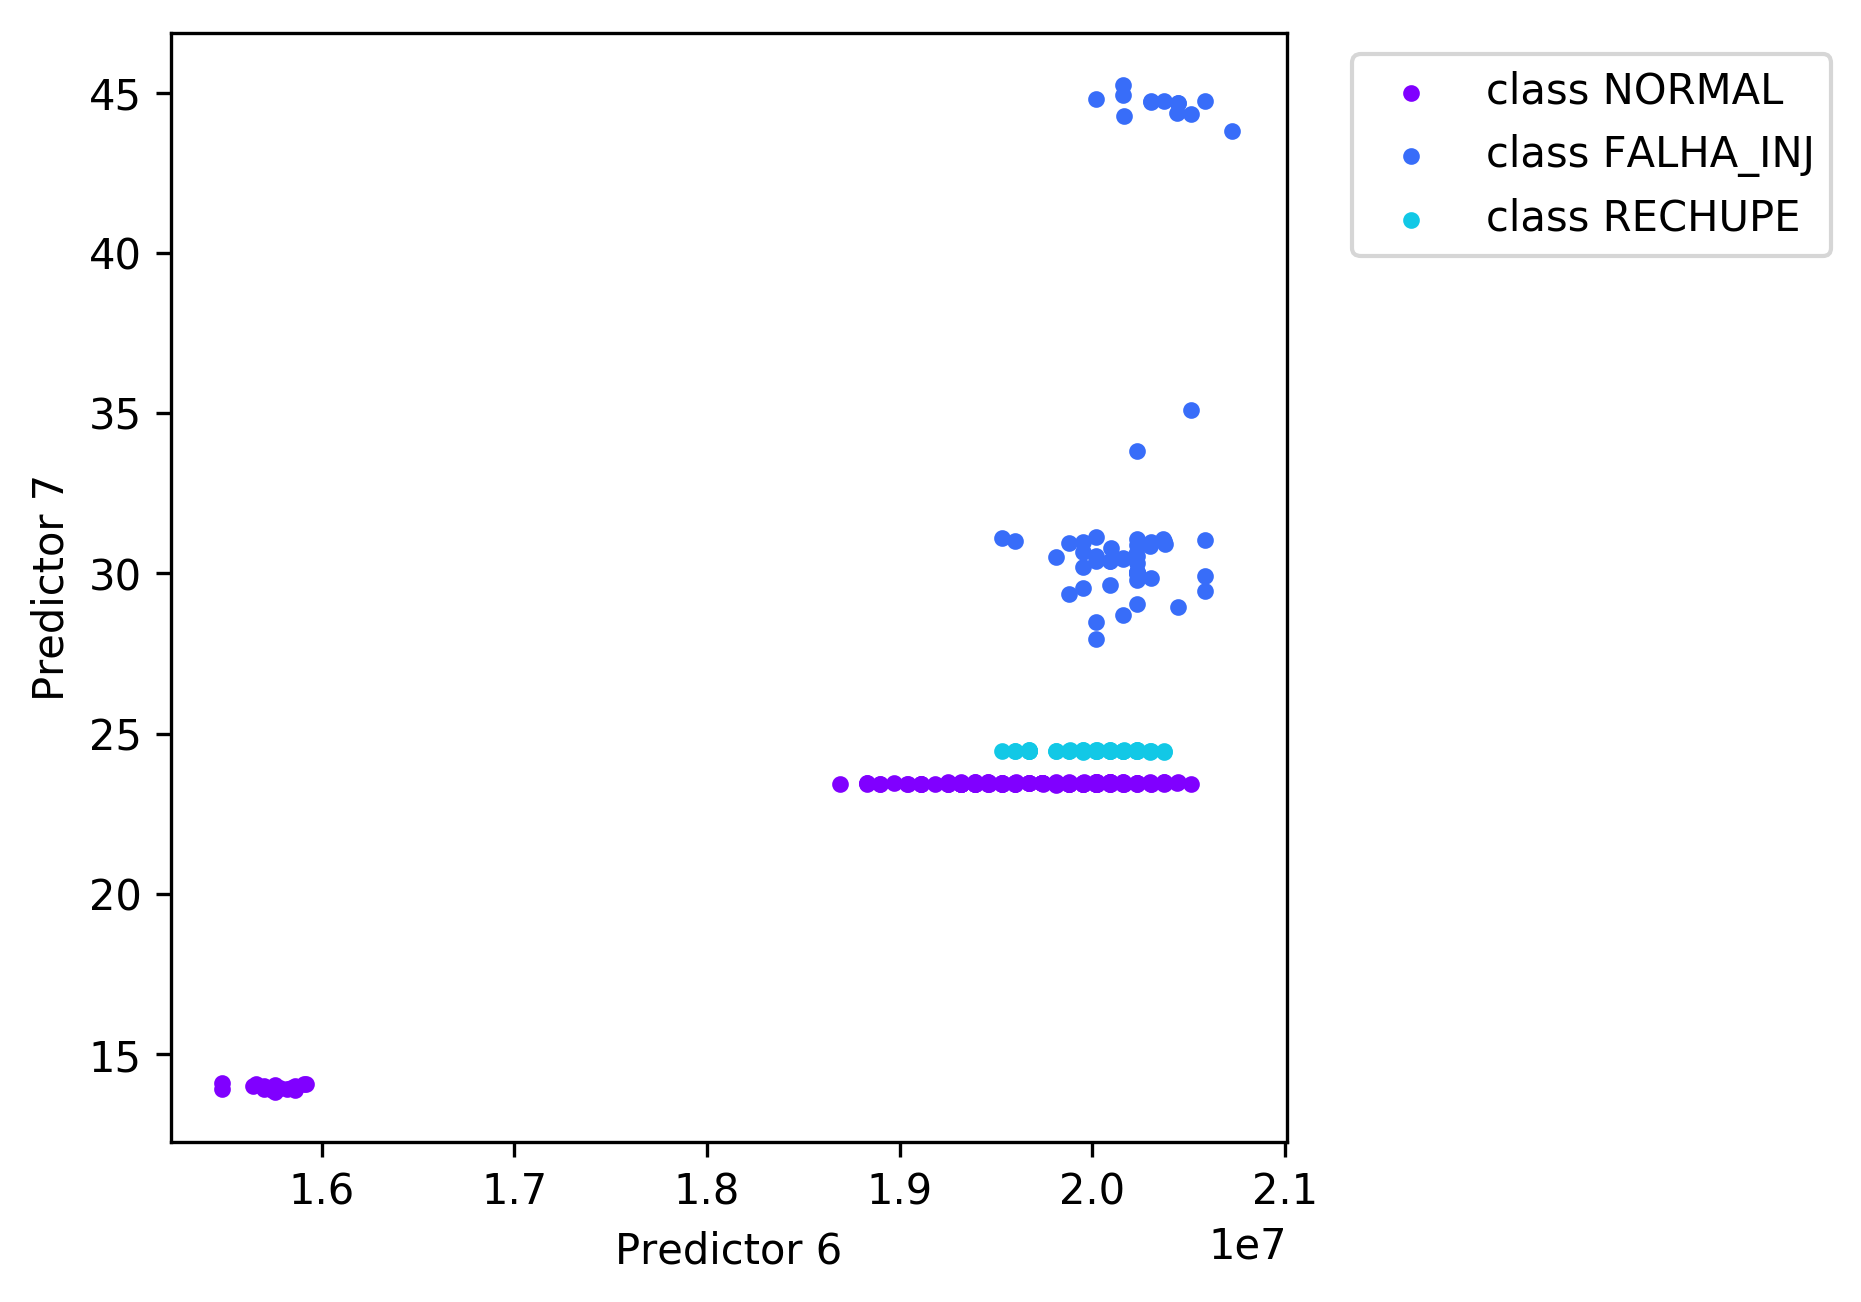 45
40
35
30
25
20
15
Predictor 7
1.6 1.7 1.8 1.9 2.0 2.1
1e7
Predictor 6
class NORMAL
class FALHA_INJ
class RECHUPE